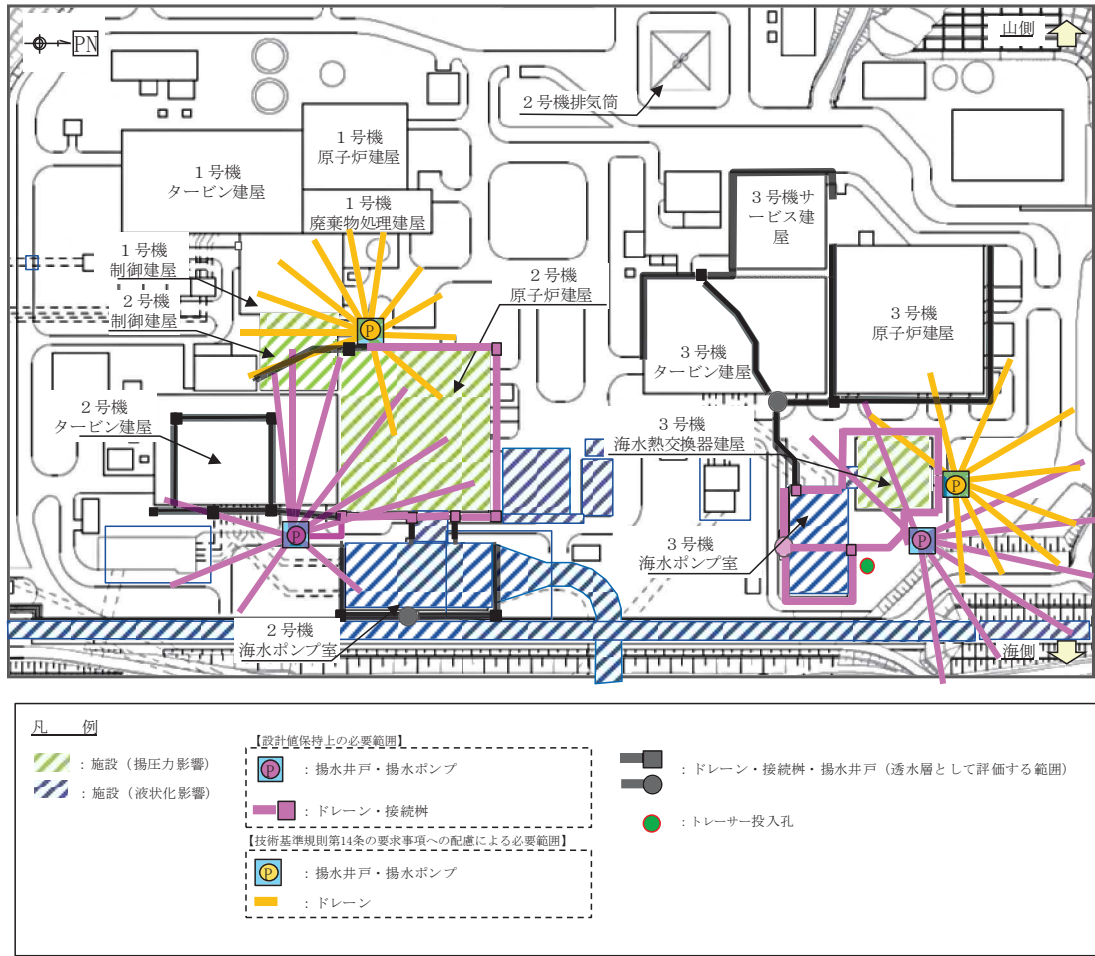 PN
山側
2号機排気筒
1号機
原子炉建屋
1号機
タービン建屋
1号機
廃棄物処理建屋
3号機サ
ービス建
屋
1号機
制御建屋
2号機
制御建屋
2号機
原子炉建屋
P
3号機
原子炉建屋
3号機
タービン建屋
2号機
タービン建屋
3号機
海水熱交換器建屋
P
P
P
3号機
海水ポンプ室
2号機
海水ポンプ室
海側
凡 例
：施設（揚圧力影響）
：施設（液状化影響）
【設計値保持上の必要範囲】
P
：揚水井戸・揚水ポンプ
：ドレーン・接続桝
【技術基準規則第14条の要求事項への配慮による必要範囲】
P
：揚水井戸・揚水ポンプ
：ドレーン
：ドレーン・接続桝・揚水井戸（透水層として評価する範囲）
：トレーサー投入孔